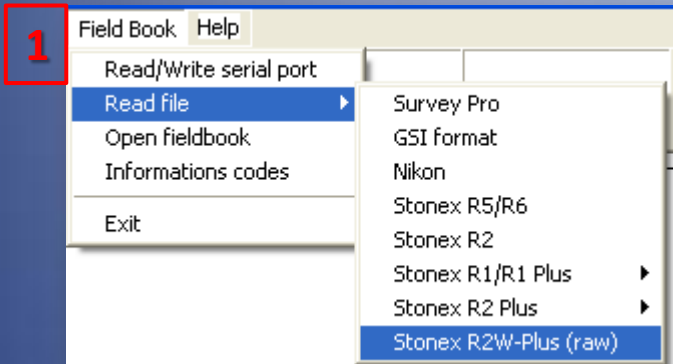 1
Field Book Help
Read/Write serial port
Read file
Open fieldbook
Informations codes
Exit
Survey Pro
GSI format
Nikon
Stonex R5/R6
Stonex R2
Stonex R1/R1 Plus
Stonex R2 Plus
Stonex R2W-Plus (raw)